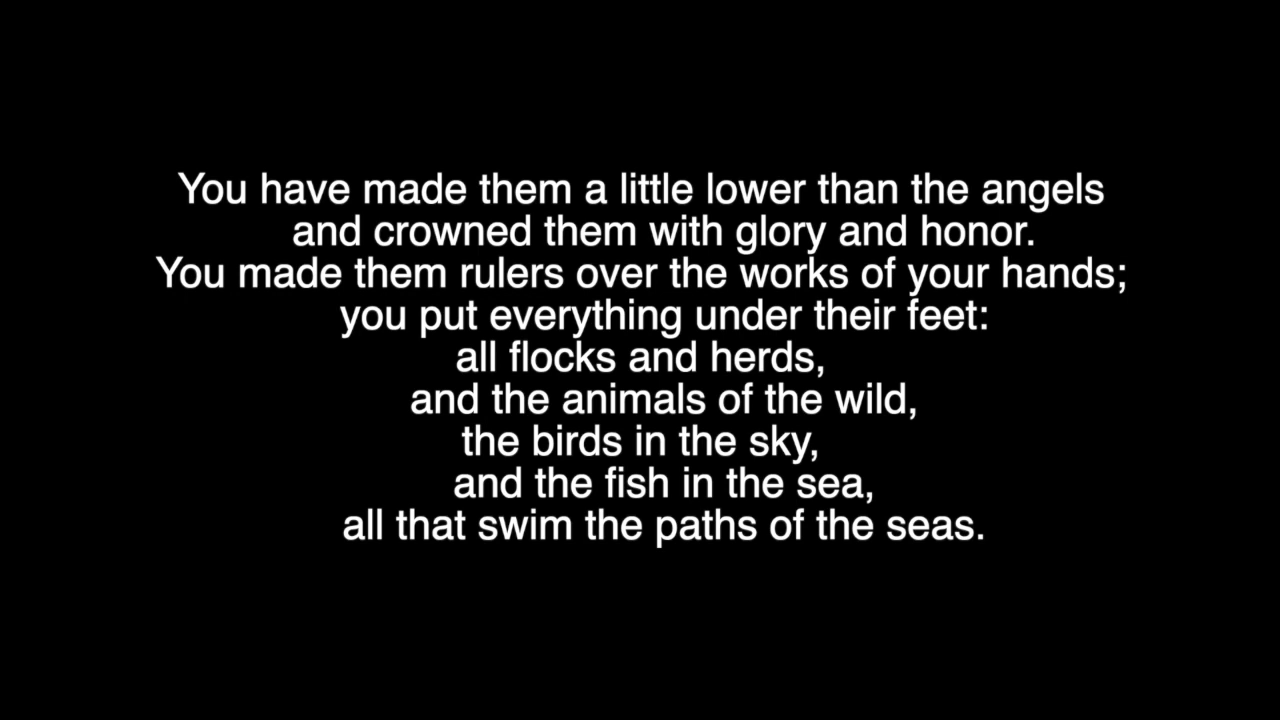 You have made them a little lower than the angels
and crowned them with glory and honor.
You made them rulers over the works of your hands;
you put everything under their feet:
all flocks and herds,
and the animals of the wild,
the birds in the sky,
and the fish in the sea,
all that swim the paths of the seas.